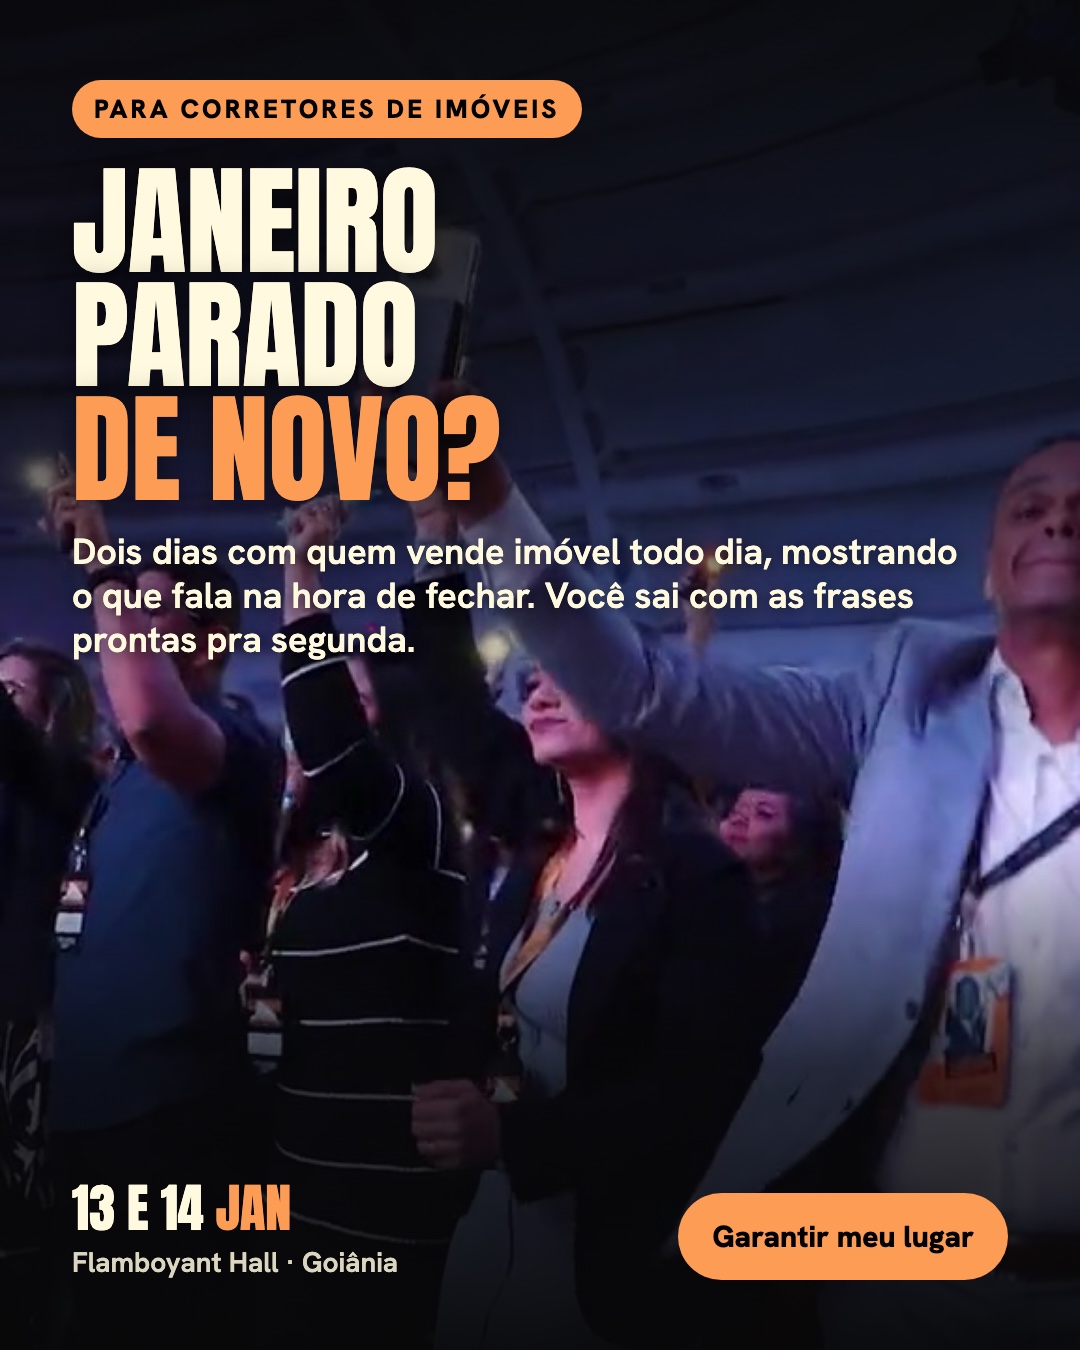 PARA CORRETORES DE IMÓVEIS
JANEIRO
PARADO
DE NOVO?
Dois dias com quem vende imóvel todo dia, mostrando
o que fala na hora de fechar. Você sai com as frases
prontas pra segunda.
13 E 14 JAN
Flamboyant Hall · Goiânia
Garantir meu lugar